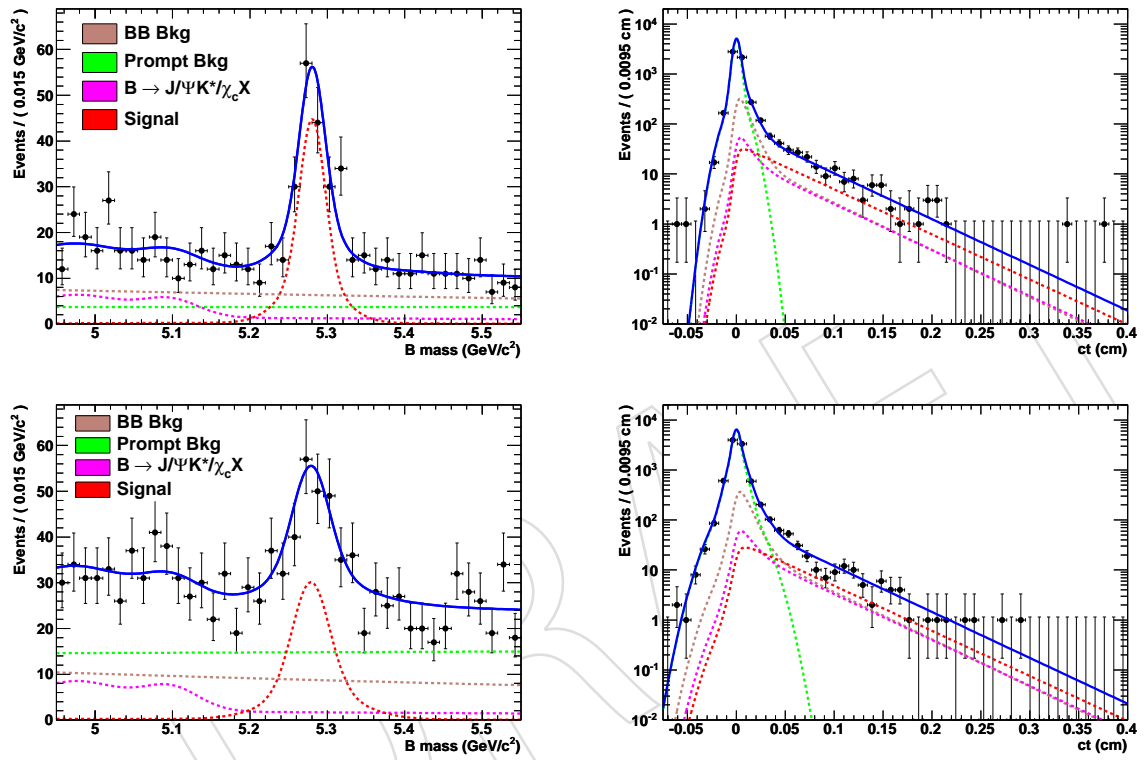 BB Bkg
Prompt Bkg
B → J/ΨK*/χcX
Signal
Events / ( 0.015 GeV/c² )
0 10 20 30 40 50 60
5 5.1 5.2 5.3 5.4 5.5
B mass (GeV/c²)
Events / ( 0.0095 cm )
10⁻² 10⁻¹ 1 10 10² 10³ 10⁴
-0.05 0 0.05 0.1 0.15 0.2 0.25 0.3 0.35 0.4
ct (cm)
BB Bkg
Prompt Bkg
B → J/ΨK*/χcX
Signal
Events / ( 0.015 GeV/c² )
0 10 20 30 40 50 60
5 5.1 5.2 5.3 5.4 5.5
B mass (GeV/c²)
Events / ( 0.0095 cm )
10⁻² 10⁻¹ 1 10 10² 10³ 10⁴
-0.05 0 0.05 0.1 0.15 0.2 0.25 0.3 0.35 0.4
ct (cm)